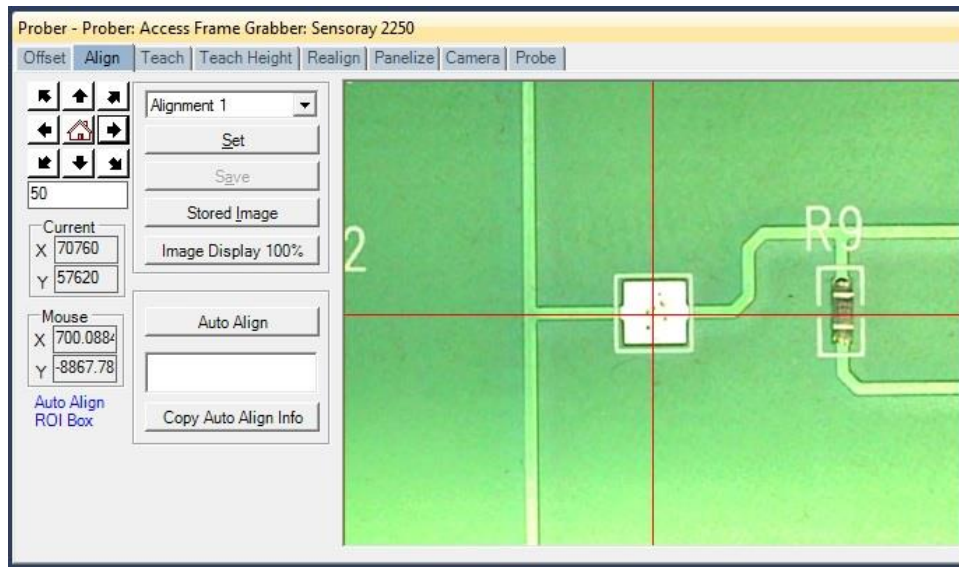 Prober - Prober: Access Frame Grabber: Sensoray 2250
Offset Align Teach Teach Height Realign Panelize Camera Probe
Alignment 1
Set
Save
50
Stored Image
Current
X 70760
Image Display 100%
Y 57620
Mouse
X 700.0884
Auto Align
Y -8867.78
Auto Align
ROI Box
Copy Auto Align Info
2
R9